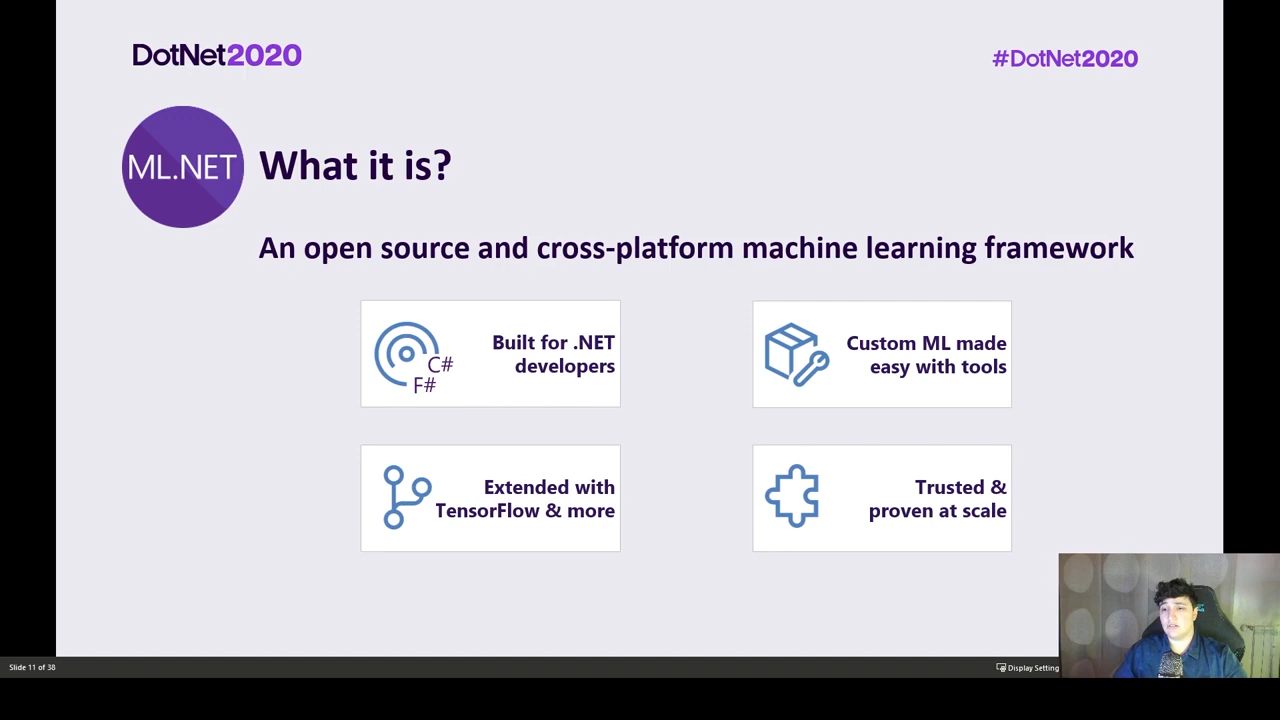 DotNet2020
#DotNet2020
ML.NET
What it is?
An open source and cross-platform machine learning framework
C#
F#
Built for .NET
developers
Custom ML made
easy with tools
Extended with
TensorFlow & more
Trusted &
proven at scale
Slide 11 of 38
Display Setting